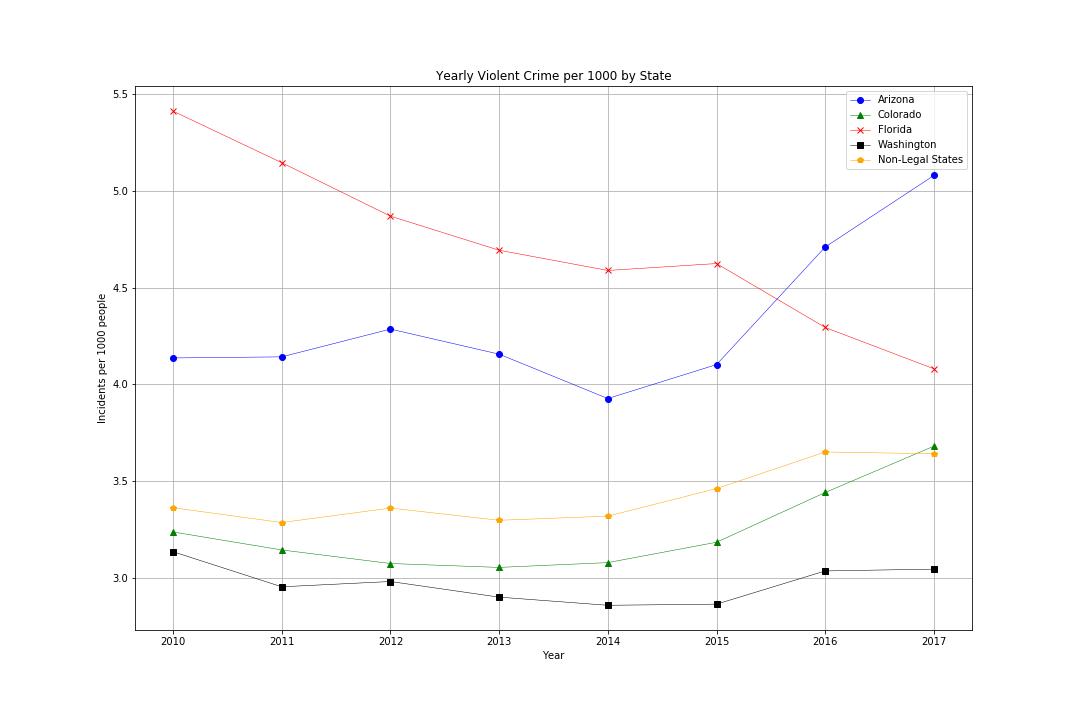 Yearly Violent Crime per 1000 by State
Arizona
Colorado
Florida
Washington
Non-Legal States
5.5
5.0
4.5
4.0
3.5
3.0
Incidents per 1000 people
2010 2011 2012 2013 2014 2015 2016 2017
Year